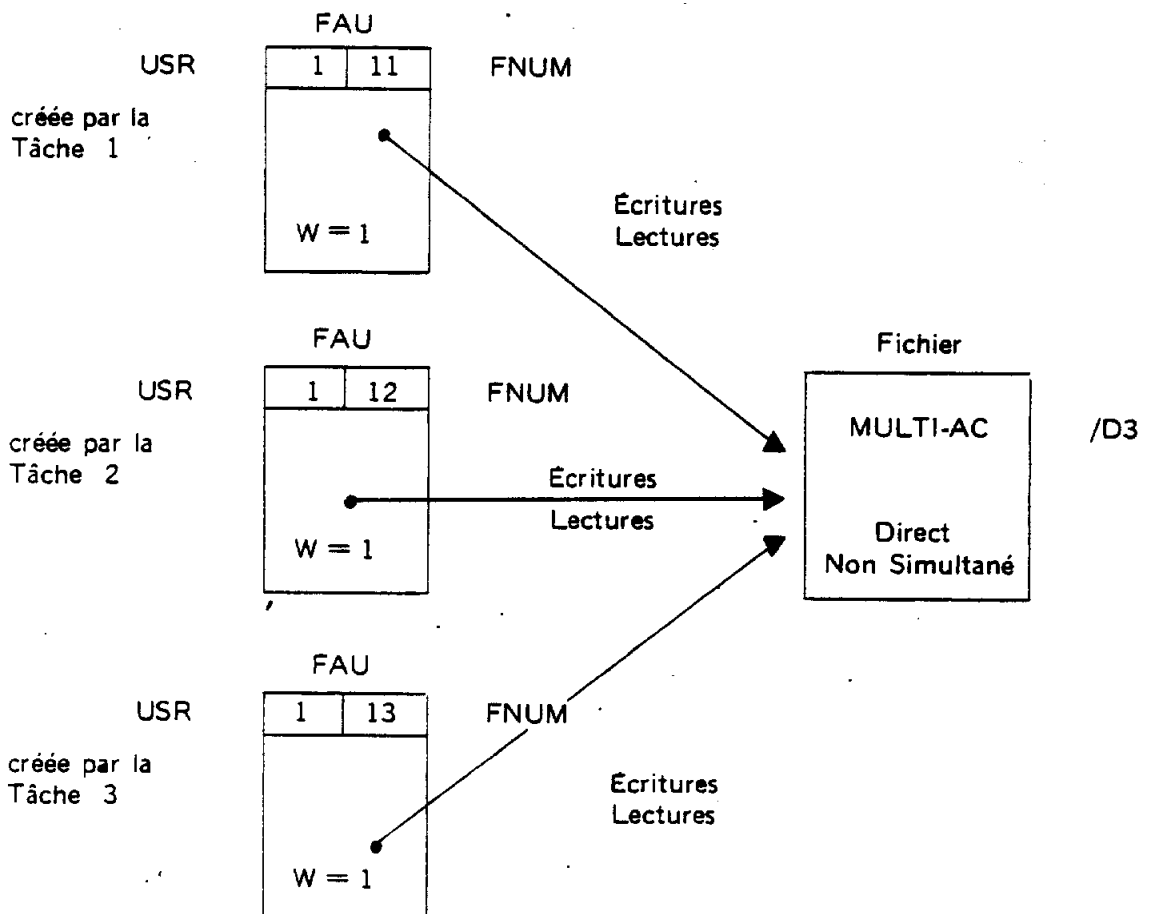 FAU
USR 1 11 FNUM
créée par la
Tâche 1
W = 1
Écritures
Lectures
FAU
USR 1 12 FNUM
créée par la
Tâche 2
W = 1
Écritures
Lectures
Fichier
MULTI-AC /D3
Direct
Non Simultané
FAU
USR 1 13 FNUM
créée par la
Tâche 3
W = 1
Écritures
Lectures